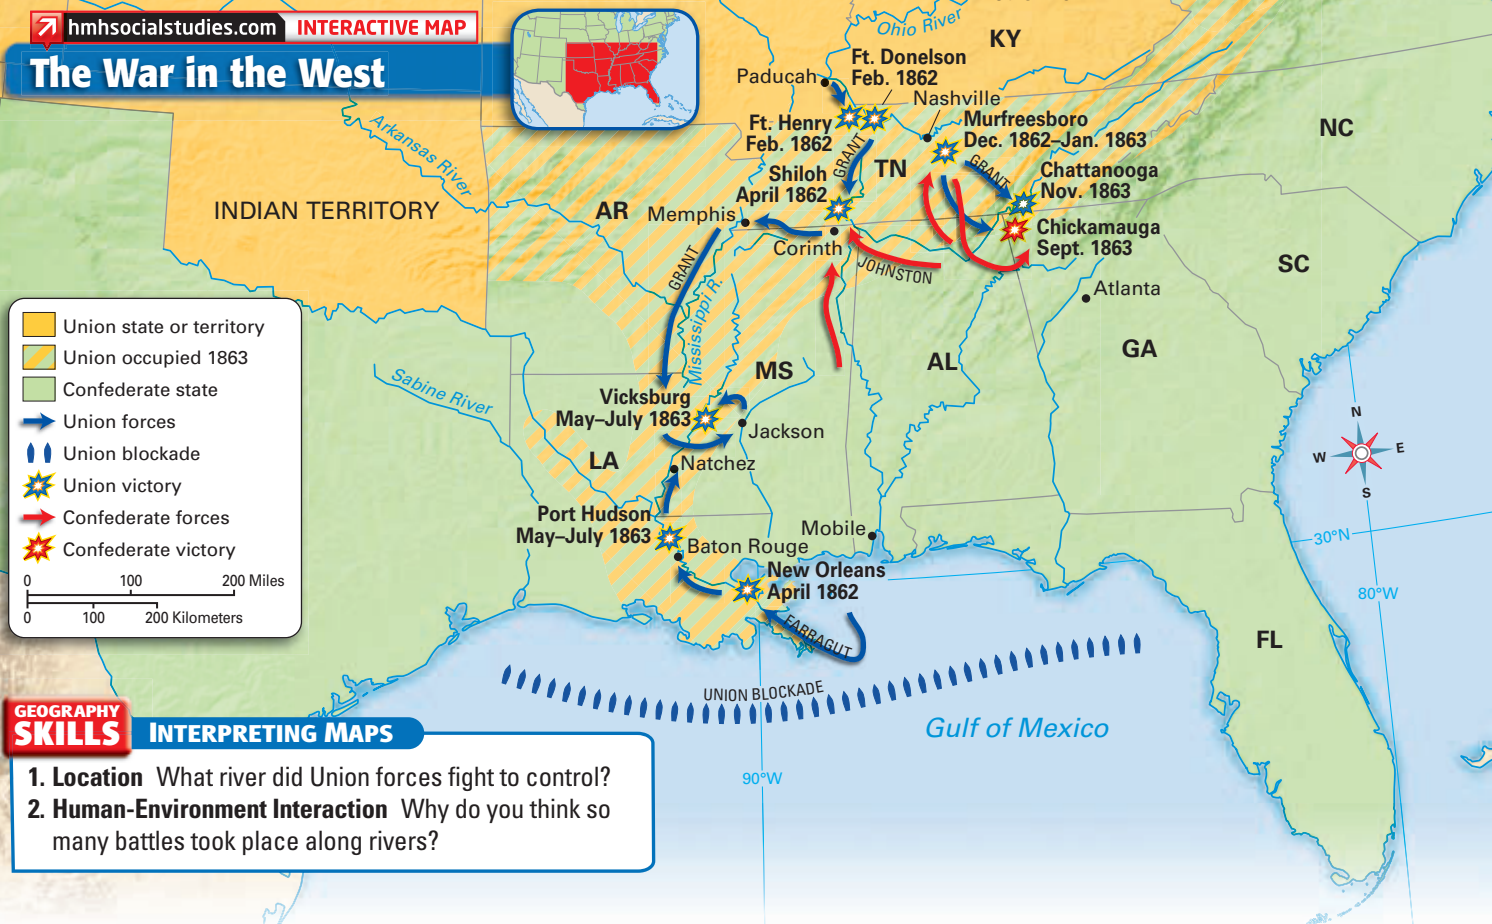 hmhsocialstudies.com INTERACTIVE MAP
The War in the West
Ohio River
KY
Ft. Donelson
Feb. 1862
Paducah
Nashville
Ft. Henry
Feb. 1862
Murfreesboro
Dec. 1862–Jan. 1863
NC
Arkansas River
GRANT
TN
GRANT
Chattanooga
Nov. 1863
Shiloh
April 1862
INDIAN TERRITORY
AR
Memphis
Corinth
Chickamauga
Sept. 1863
JOHNSTON
SC
GRANT
Mississippi R.
Atlanta
GA
AL
MS
Sabine River
Vicksburg
May–July 1863
Jackson
LA
Natchez
Port Hudson
May–July 1863
Baton Rouge
Mobile
New Orleans
April 1862
FARRAGUT
UNION BLOCKADE
Gulf of Mexico
FL
N
W
E
S
30°N
80°W
90°W
Union state or territory
Union occupied 1863
Confederate state
Union forces
Union blockade
Union victory
Confederate forces
Confederate victory
0 100 200 Miles
0 100 200 Kilometers
GEOGRAPHY
SKILLS
INTERPRETING MAPS
1. Location What river did Union forces fight to control?
2. Human-Environment Interaction Why do you think so
many battles took place along rivers?